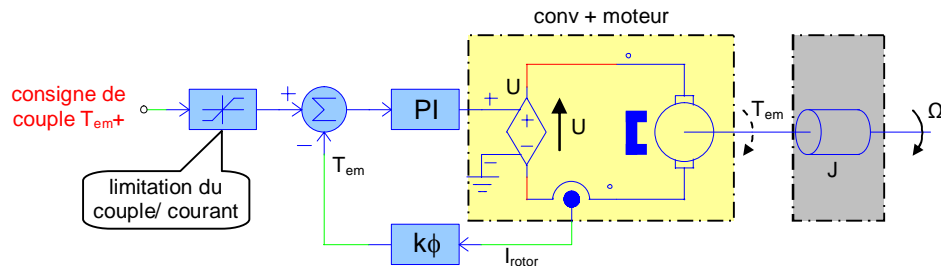 conv + moteur
consigne de
couple Tem+
+
Σ
−
PI
+
U
+
−
−
U
Tem
Ω
J
Tem
limitation du
couple/ courant
kϕ
Irotor